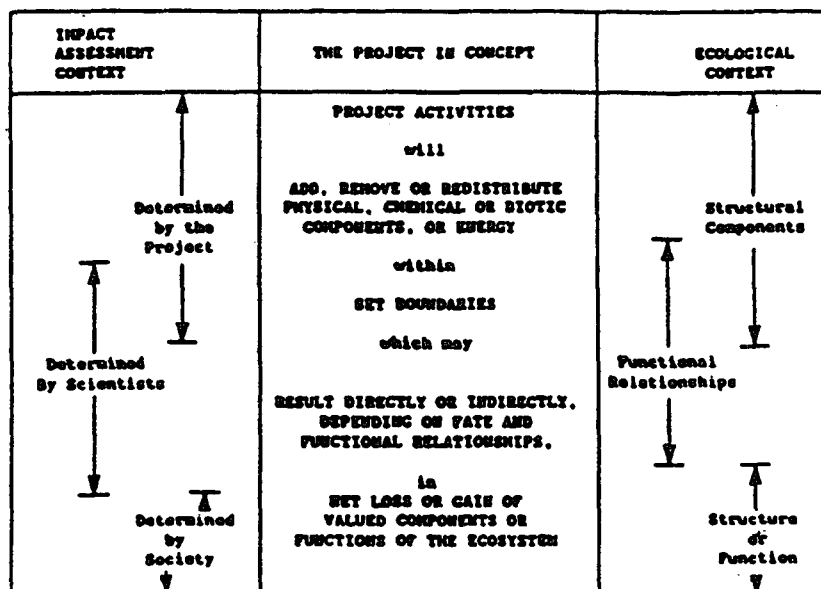 IMPACT
ASSESSMENT
CONTEXT
THE PROJECT IN CONCEPT
ECOLOGICAL
CONTEXT
PROJECT ACTIVITIES
will
ADD, REMOVE OR REDISTRIBUTE
PHYSICAL, CHEMICAL OR BIOTIC
COMPONENTS, OR ENERGY
within
SET BOUNDARIES
which may
RESULT DIRECTLY OR INDIRECTLY,
DEPENDING ON FATE AND
FUNCTIONAL RELATIONSHIPS,
in
NET LOSS OR GAIN OF
VALUED COMPONENTS OR
FUNCTIONS OF THE ECOSYSTEM
Determined
by the
Project
Determined
By Scientists
Determined
by
Society
Structural
Components
Functional
Relationships
Structure
or
Function